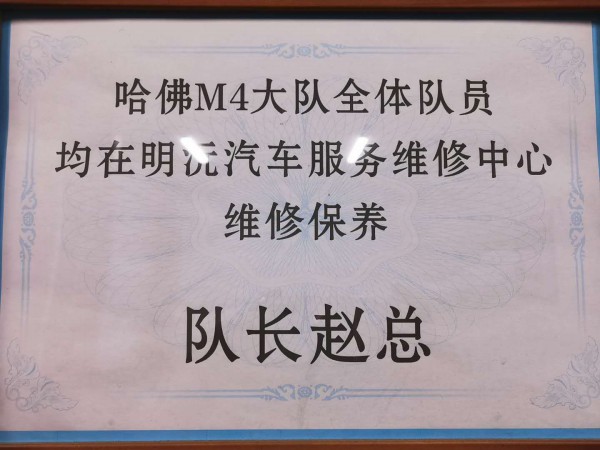 哈佛M4大队全体队员
均在明沅汽车服务维修中心
维修保养
队长赵总